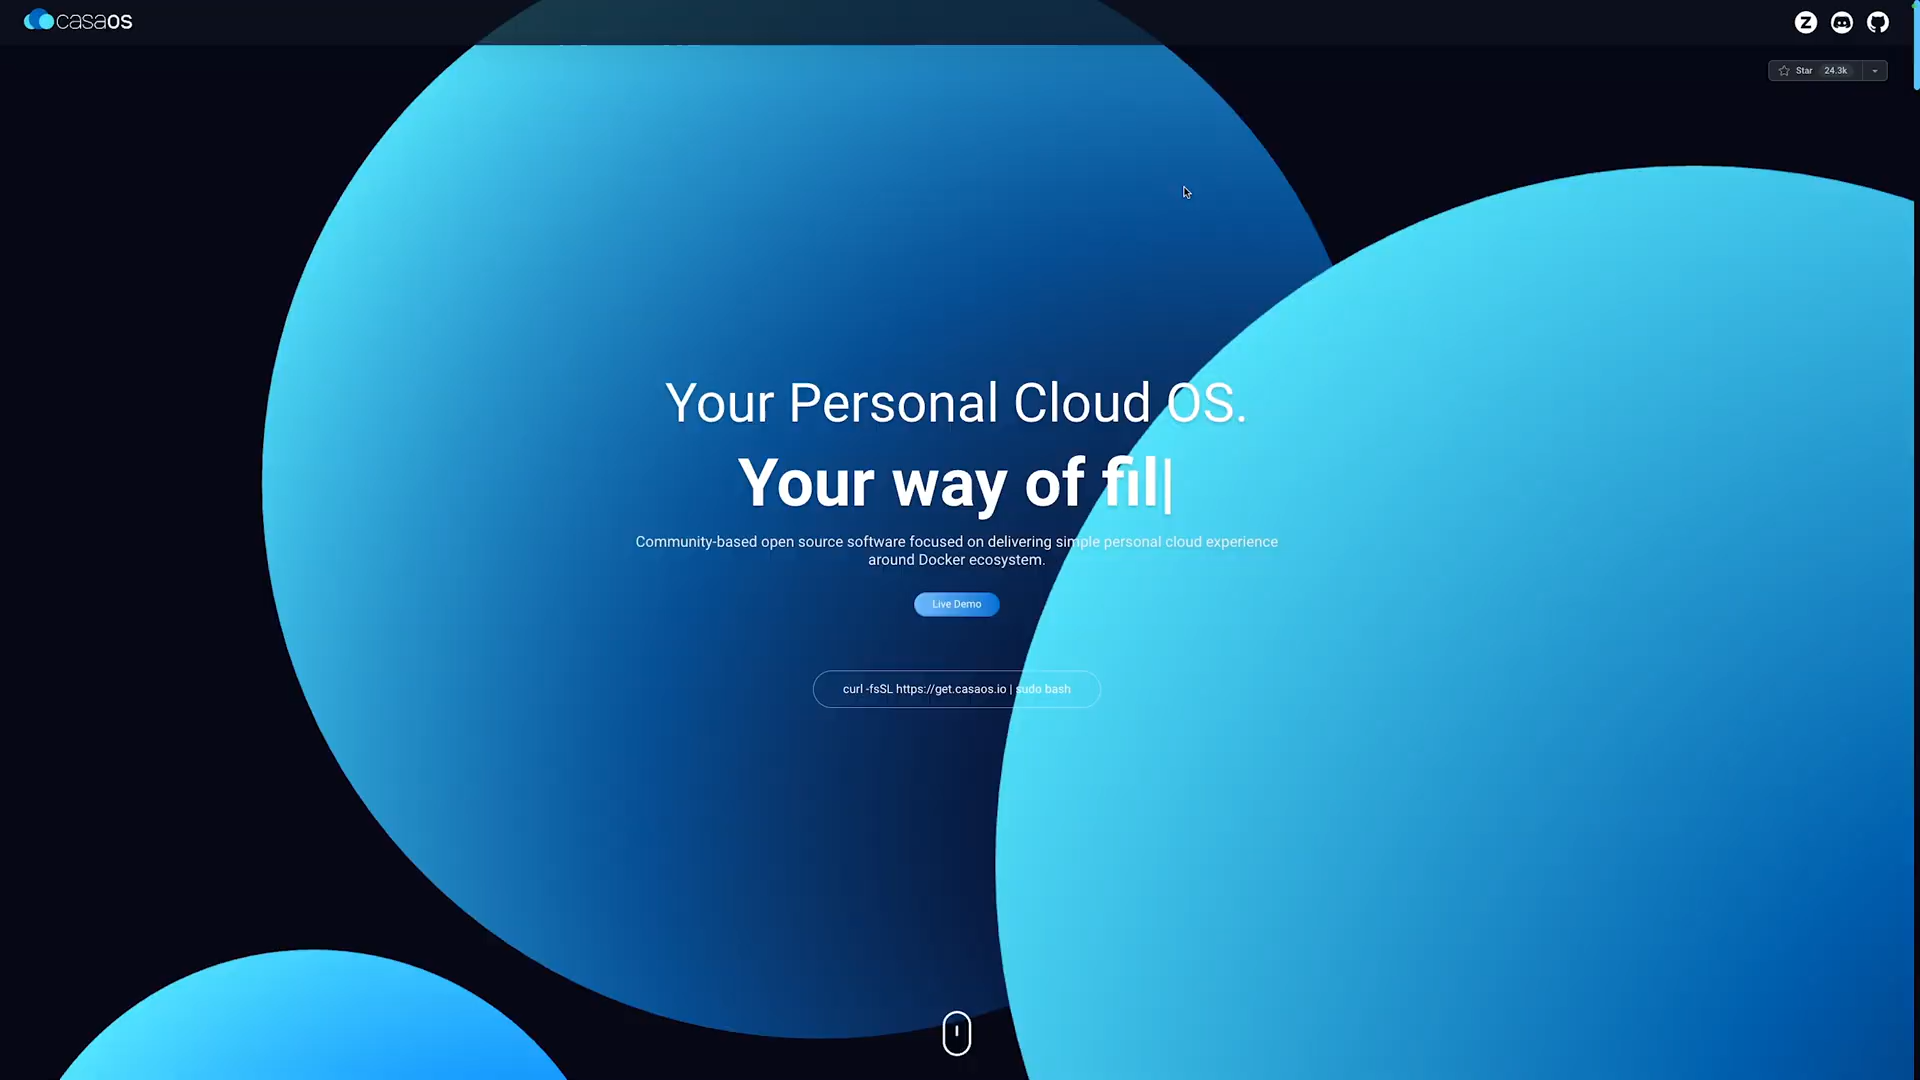 casaOS
Z
Star 24.3k
Your Personal Cloud OS.
Your way of fil|
Community-based open source software focused on delivering simple personal cloud experience
around Docker ecosystem.
Live Demo
curl -fsSL https://get.casaos.io | sudo bash